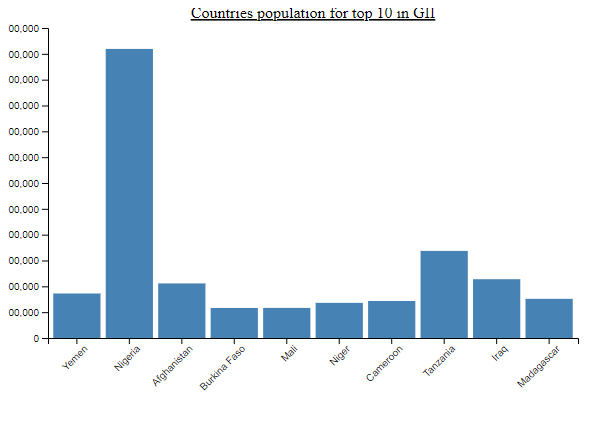 Countries population for top 10 in GII
00,000
00,000
00,000
00,000
00,000
00,000
00,000
00,000
00,000
00,000
00,000
00,000
0
Yemen
Nigeria
Afghanistan
Burkina Faso
Mali
Niger
Cameroon
Tanzania
Iraq
Madagascar